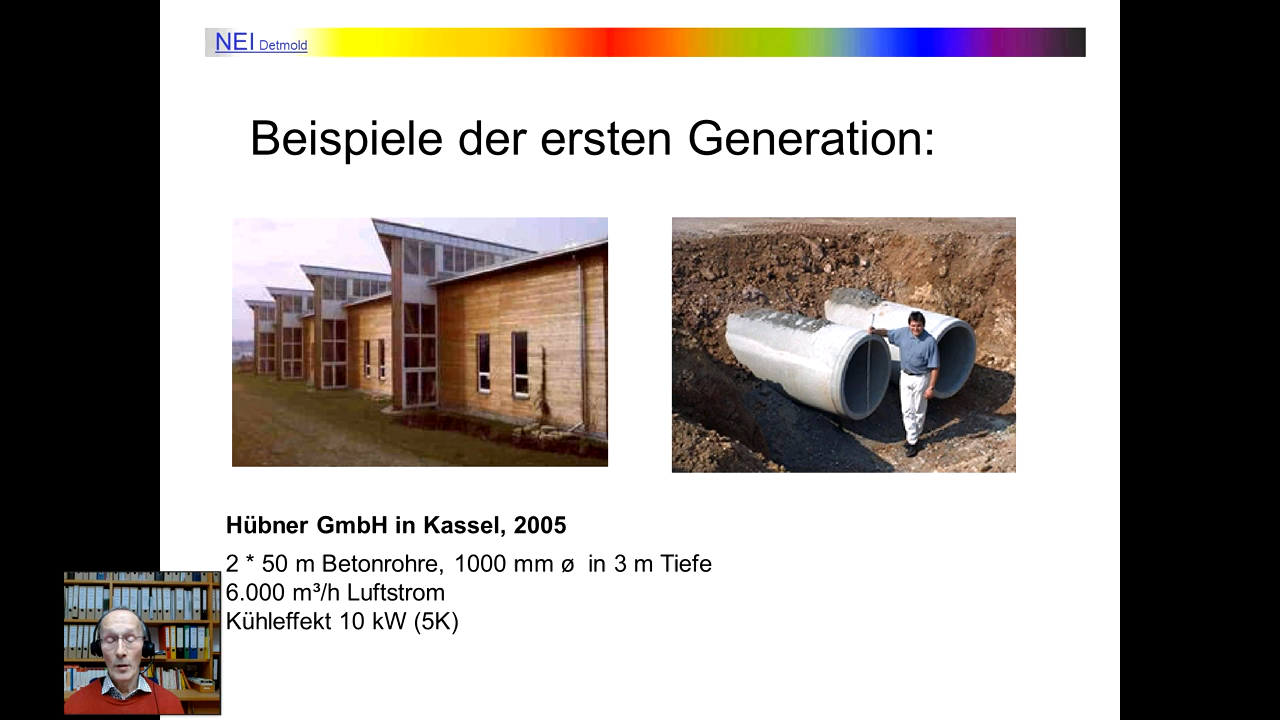 NEI Detmold
Beispiele der ersten Generation:
Hübner GmbH in Kassel, 2005
2 * 50 m Betonrohre, 1000 mm ø in 3 m Tiefe
6.000 m³/h Luftstrom
Kühleffekt 10 kW (5K)